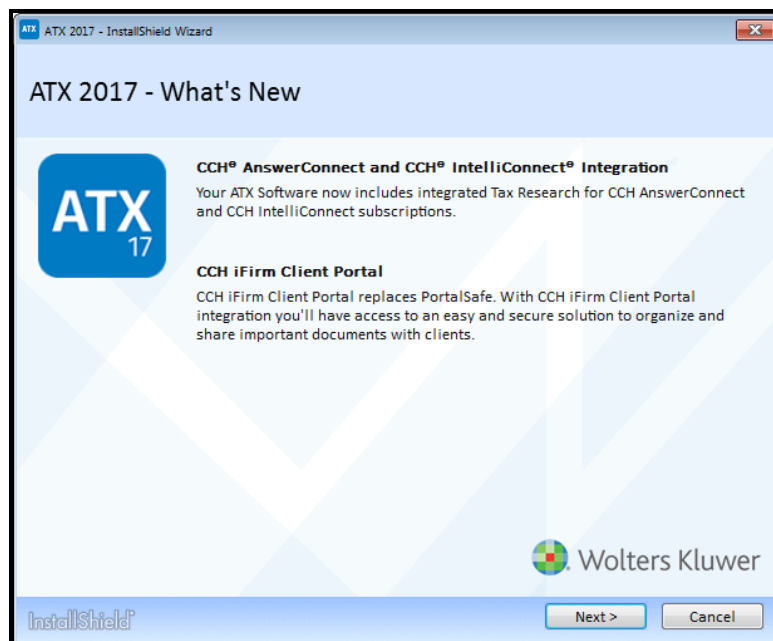 ATX ATX 2017 - InstallShield Wizard
ATX 2017 - What's New
ATX
17
CCH® AnswerConnect and CCH® IntelliConnect® Integration
Your ATX Software now includes integrated Tax Research for CCH AnswerConnect
and CCH IntelliConnect subscriptions.
CCH iFirm Client Portal
CCH iFirm Client Portal replaces PortalSafe. With CCH iFirm Client Portal
integration you'll have access to an easy and secure solution to organize and
share important documents with clients.
Wolters Kluwer
InstallShield
Next > Cancel